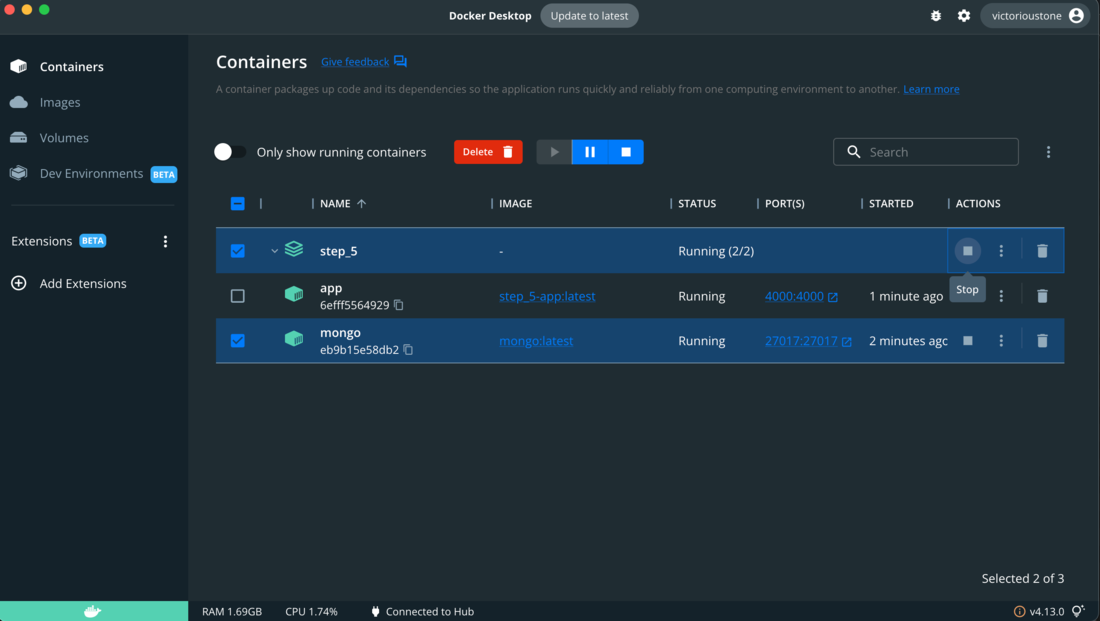 Docker Desktop Update to latest victorioustone
Containers
Images
Volumes
Dev Environments BETA
Extensions BETA
Add Extensions
Containers Give feedback
A container packages up code and its dependencies so the application runs quickly and reliably from one computing environment to another. Learn more
Only show running containers Delete Search
NAME IMAGE STATUS PORT(S) STARTED ACTIONS
step_5 - Running (2/2)
app
6efff5564929 step_5-app:latest Running 4000:4000 1 minute ago Stop
mongo
eb9b15e58db2 mongo:latest Running 27017:27017 2 minutes ago
Selected 2 of 3
RAM 1.69GB CPU 1.74% Connected to Hub v4.13.0